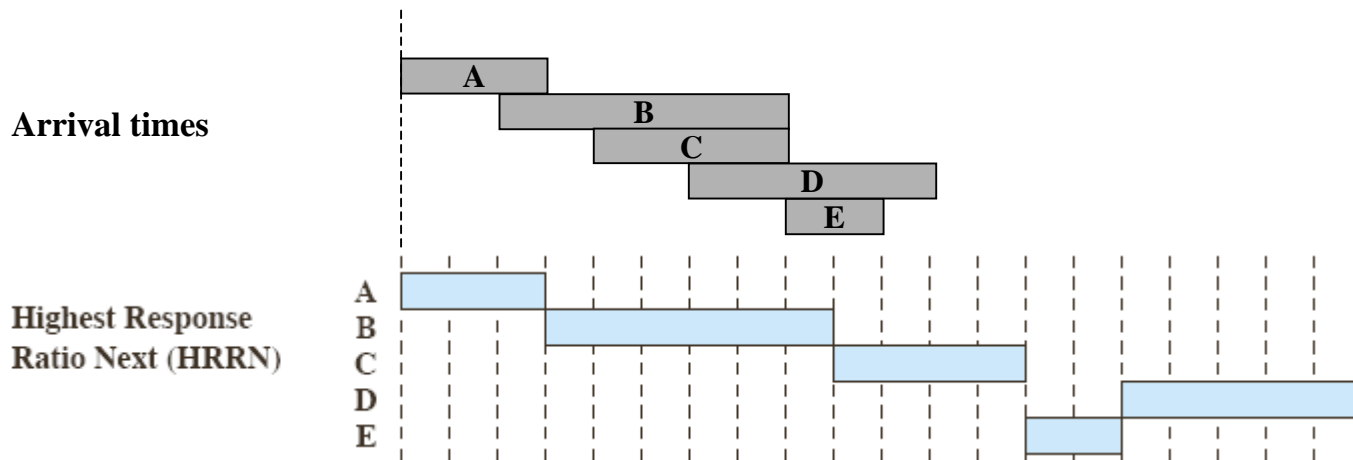 A
B
Arrival times
C
D
E
A
Highest Response
B
Ratio Next (HRRN)
C
D
E